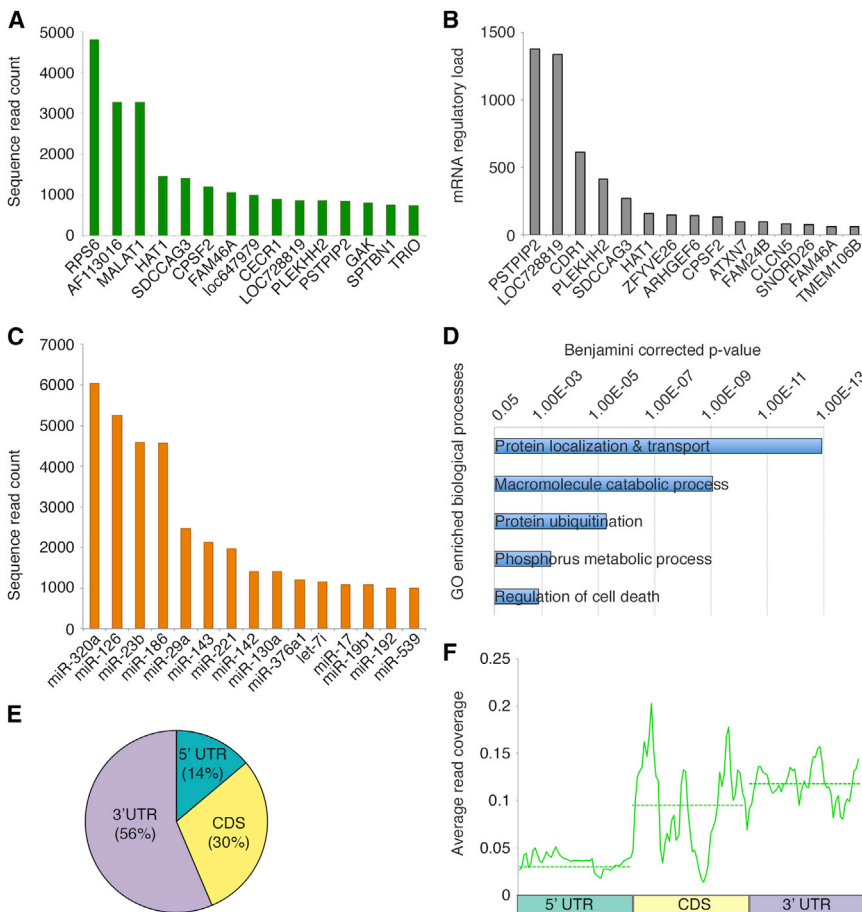 A
Sequence read count
5000
4000
3000
2000
1000
0
RPS6
AF113016
MALAT1
HAT1
SDCCAG3
CPSF2
FAM46A
loc647979
CECR1
LOC728819
PLEKHH2
PSTPIP2
GAK
SPTBN1
TRIO
B
mRNA regulatory load
1500
1000
500
0
PSTPIP2
LOC728819
CDR1
PLEKHH2
SDCCAG3
HAT1
ZFYVE26
ARHGEF6
CPSF2
ATXN7
FAM24B
CLCN5
SNORD26
FAM46A
TMEM106B
C
Sequence read count
7000
6000
5000
4000
3000
2000
1000
0
miR-320a
miR-126
miR-23b
miR-186
miR-29a
miR-143
miR-221
miR-142
miR-130a
miR-376a1
let-7i
miR-17
miR-19b1
miR-192
miR-539
D
Benjamini corrected p-value
0.05
1.00E-03
1.00E-05
1.00E-07
1.00E-09
1.00E-11
1.00E-13
GO enriched biological processes
Protein localization & transport
Macromolecule catabolic process
Protein ubiquitination
Phosphorus metabolic process
Regulation of cell death
E
5' UTR
(14%)
3'UTR
(56%)
CDS
(30%)
F
Average read coverage
0.25
0.2
0.15
0.1
0.05
0
5' UTR
CDS
3' UTR